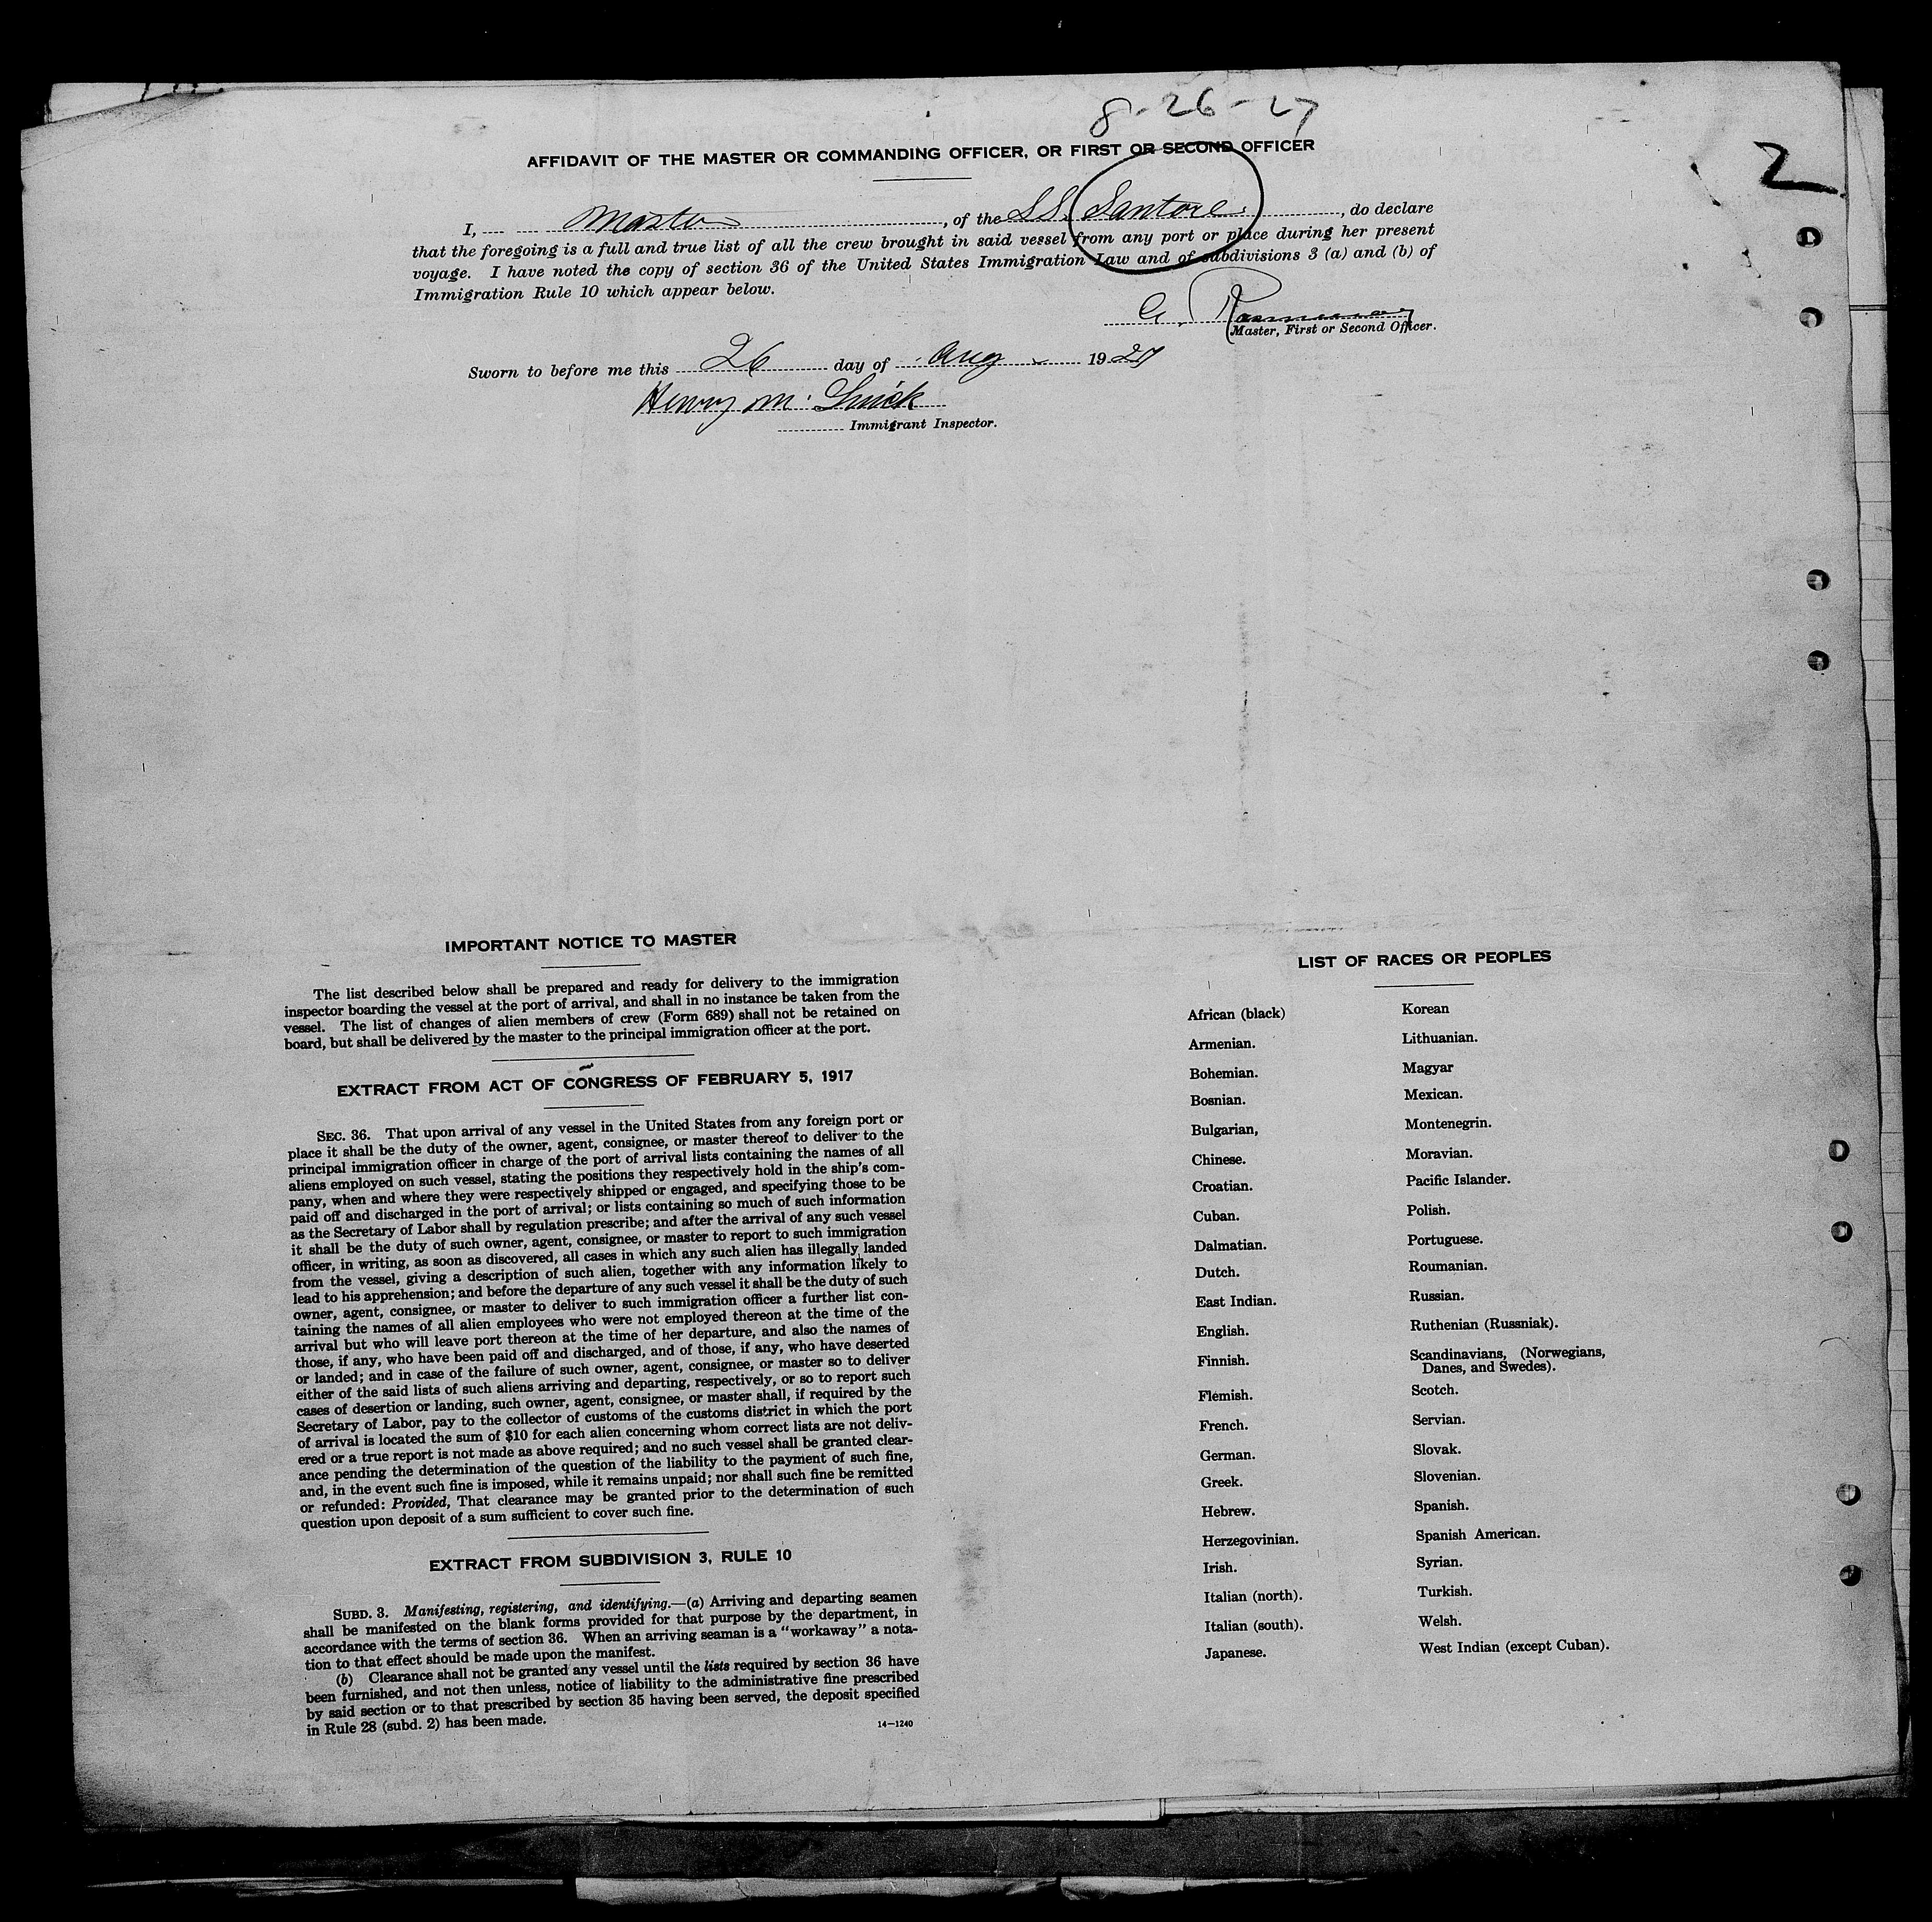 8-26-27
2
AFFIDAVIT OF THE MASTER OR COMMANDING OFFICER, OR FIRST OR SECOND OFFICER
I, Master, of the SS. Santore, do declare
that the foregoing is a full and true list of all the crew brought in said vessel from any port or place during her present
voyage. I have noted the copy of section 36 of the United States Immigration Law and of subdivisions 3 (a) and (b) of
Immigration Rule 10 which appear below.
Master, First or Second Officer.
Sworn to before me this 26 day of Aug 1927
Henry M.
Immigrant Inspector.
IMPORTANT NOTICE TO MASTER
The list described below shall be prepared and ready for delivery to the immigration
inspector boarding the vessel at the port of arrival, and shall in no instance be taken from the
vessel. The list of changes of alien members of crew (Form 689) shall not be retained on
board, but shall be delivered by the master to the principal immigration officer at the port.
EXTRACT FROM ACT OF CONGRESS OF FEBRUARY 5, 1917
SEC. 36. That upon arrival of any vessel in the United States from any foreign port or
place it shall be the duty of the owner, agent, consignee, or master thereof to deliver to the
principal immigration officer in charge of the port of arrival lists containing the names of all
aliens employed on such vessel, stating the positions they respectively hold in the ship's com-
pany, when and where they were respectively shipped or engaged, and specifying those to be
paid off and discharged in the port of arrival; or lists containing so much of such information
as the Secretary of Labor shall by regulation prescribe; and after the arrival of any such vessel
it shall be the duty of such owner, agent, consignee, or master to report to such immigration
officer, in writing, as soon as discovered, all cases in which any such alien has illegally landed
from the vessel, giving a description of such alien, together with any information likely to
lead to his apprehension; and before the departure of any such vessel it shall be the duty of such
owner, agent, consignee, or master to deliver to such immigration officer a further list con-
taining the names of all alien employees who were not employed thereon at the time of the
arrival but who will leave port thereon at the time of her departure, and also the names of
those, if any, who have been paid off and discharged, and of those, if any, who have deserted
or landed; and in case of the failure of such owner, agent, consignee, or master so to deliver
either of the said lists of such aliens arriving and departing, respectively, or so to report such
cases of desertion or landing, such owner, agent, consignee, or master shall, if required by the
Secretary of Labor, pay to the collector of customs of the customs district in which the port
of arrival is located the sum of $10 for each alien concerning whom correct lists are not deliv-
ered or a true report is not made as above required; and no such vessel shall be granted clear-
ance pending the determination of the question of the liability to the payment of such fine,
and, in the event such fine is imposed, while it remains unpaid; nor shall such fine be remitted
or refunded: Provided, That clearance may be granted prior to the determination of such
question upon deposit of a sum sufficient to cover such fine.
EXTRACT FROM SUBDIVISION 3, RULE 10
SUBD. 3. Manifesting, registering, and identifying.—(a) Arriving and departing seamen
shall be manifested on the blank forms provided for that purpose by the department, in
accordance with the terms of section 36. When an arriving seaman is a "workaway" a nota-
tion to that effect should be made upon the manifest.
(b) Clearance shall not be granted any vessel until the lists required by section 36 have
been furnished, and not then unless, notice of liability to the administrative fine prescribed
by said section or to that prescribed by section 35 having been served, the deposit specified
in Rule 28 (subd. 2) has been made.
14—1240
LIST OF RACES OR PEOPLES
African (black)
Armenian.
Bohemian.
Bosnian.
Bulgarian,
Chinese.
Croatian.
Cuban.
Dalmatian.
Dutch.
East Indian.
English.
Finnish.
Flemish.
French.
German.
Greek.
Hebrew.
Herzegovinian.
Irish.
Italian (north).
Italian (south).
Japanese.
Korean
Lithuanian.
Magyar
Mexican.
Montenegrin.
Moravian.
Pacific Islander.
Polish.
Portuguese.
Roumanian.
Russian.
Ruthenian (Russniak).
Scandinavians, (Norwegians,
Danes, and Swedes).
Scotch.
Servian.
Slovak.
Slovenian.
Spanish.
Spanish American.
Syrian.
Turkish.
Welsh.
West Indian (except Cuban).